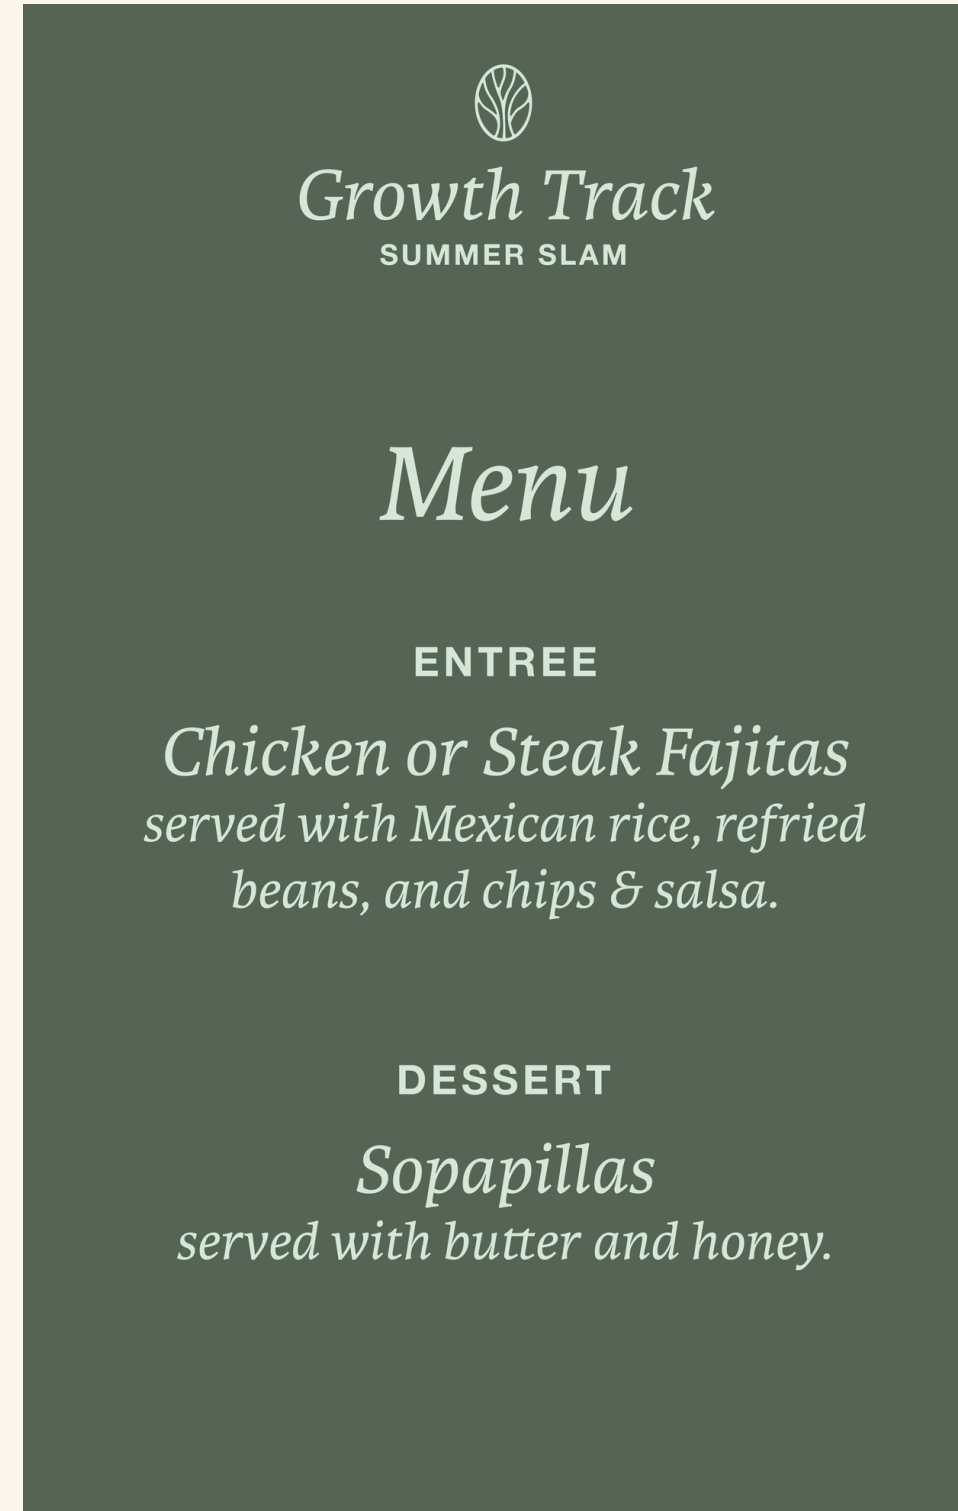 Growth Track
SUMMER SLAM
Menu
ENTREE
Chicken or Steak Fajitas
served with Mexican rice, refried
beans, and chips & salsa.
DESSERT
Sopapillas
served with butter and honey.